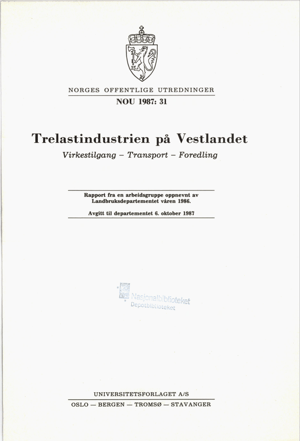 NORGES OFFENTLIGE UTREDNINGER
NOU 1987: 31
Trelastindustrien på Vestlandet
Virkestilgang – Transport – Foredling
Rapport fra en arbeidsgruppe oppnevnt av
Landbruksdepartementet våren 1986.
Avgitt til departementet 6. oktober 1987
Nasjonalbiblioteket
UNIVERSITETSFORLAGET A/S
OSLO — BERGEN — TROMSØ — STAVANGER